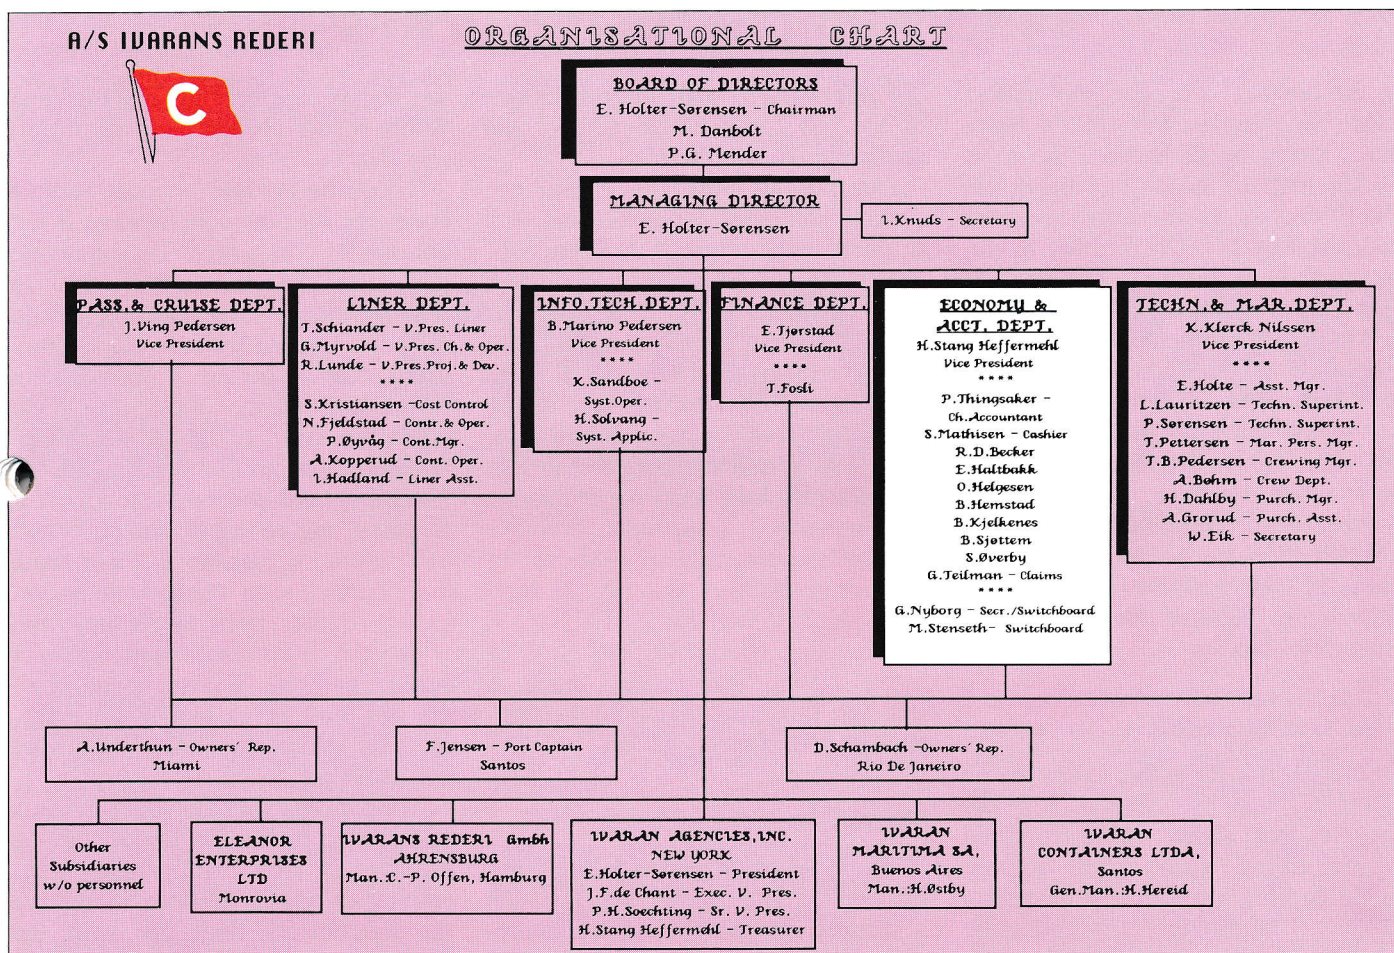 A/S IVARANS REDERI
ORGANISATIONAL CHART
C
BOARD OF DIRECTORS
E. Holter-Sørensen - Chairman
M. Danbolt
P.G. Mender
MANAGING DIRECTOR
E. Holter-Sørensen
I.Knuds - Secretary
PASS.& CRUISE DEPT.
J.Ving Pedersen
Vice President
LINER DEPT.
T.Schiander - V.Pres. Liner
G.Myrvold - V.Pres. Ch.& Oper.
R.Lunde - V.Pres.Proj.& Dev.
****
S.Kristiansen -Cost Control
N.Fjeldstad - Contr.& Oper.
P.Øyvåg - Cont.Mgr.
A.Kopperud - Cont. Oper.
I.Hadland - Liner Asst.
INFO.TECH.DEPT.
B.Marino Pedersen
Vice President
****
K.Sandboe -
Syst.Oper.
H.Solvang -
Syst. Applic.
FINANCE DEPT.
E.Tjørstad
Vice President
****
T.Fosli
ECONOMY &
ACCT. DEPT.
H.Stang Heffermehl
Vice President
****
P.Thingsaker -
Ch.Accountant
S.Mathisen - Cashier
R.D.Becker
E.Haltbakk
O.Helgesen
B.Hemstad
B.Kjelkenes
B.Sjøttem
S.Øverby
G.Teilman - Claims
****
G.Nyborg - Secr./Switchboard
M.Stenseth- Switchboard
TECHN.& MAR.DEPT.
K.Klerck Nilssen
Vice President
****
E.Holte - Asst. Mgr.
L.Lauritzen - Techn. Superint.
P.Sørensen - Techn. Superint.
T.Pettersen - Mar. Pers. Mgr.
T.B.Pedersen - Crewing Mgr.
A.Bøhm - Crew Dept.
H.Dahlby - Purch. Mgr.
A.Grorud - Purch. Asst.
W.Eik - Secretary
A.Underthun - Owners' Rep.
Miami
F.Jensen - Port Captain
Santos
D.Schambach -Owners' Rep.
Rio De Janeiro
Other
Subsidiaries
w/o personnel
ELEANOR
ENTERPRISES
LTD
Monrovia
IVARANS REDERI Gmbh
AHRENSBURG
Man.:C.-P. Offen, Hamburg
IVARAN AGENCIES,INC.
NEW YORK
E.Holter-Sørensen - President
J.F.de Chant - Exec. V. Pres.
P.H.Soechting - Sr. V. Pres.
H.Stang Heffermehl - Treasurer
IVARAN
MARITIMA SA,
Buenos Aires
Man.:H.Østby
IVARAN
CONTAINERS LTDA,
Santos
Gen.Man.:H.Hereid